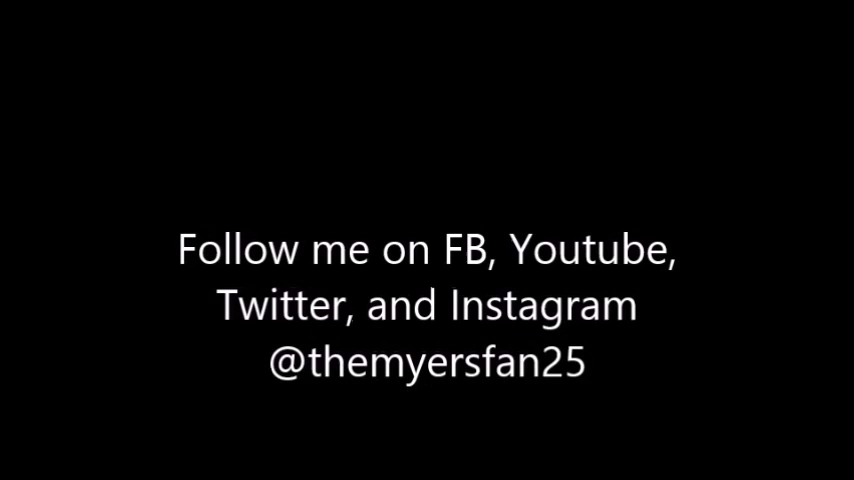 Follow me on FB, Youtube,
Twitter, and Instagram
@themyersfan25